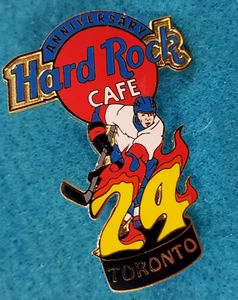 ANNIVERSARY
Hard Rock
CAFE
24
TORONTO